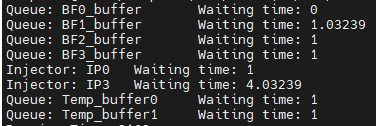 Queue: BF0_buffer Waiting time: 0
Queue: BF1_buffer Waiting time: 1.03239
Queue: BF2_buffer Waiting time: 1
Queue: BF3_buffer Waiting time: 1
Injector: IP0 Waiting time: 1
Injector: IP3 Waiting time: 4.03239
Queue: Temp_buffer0 Waiting time: 1
Queue: Temp_buffer1 Waiting time: 1